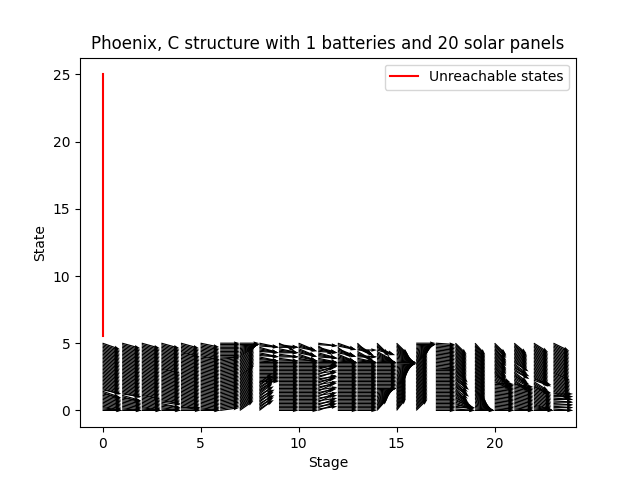 Phoenix, C structure with 1 batteries and 20 solar panels
Unreachable states
25
20
15
10
5
0
State
0 5 10 15 20
Stage